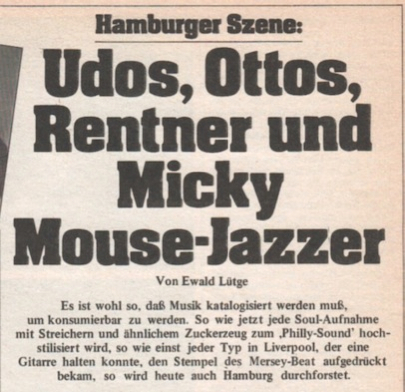 Hamburger Szene:
Udos, Ottos,
Rentner und
Micky
Mouse-Jazzer
Von Ewald Lütge
Es ist wohl so, daß Musik katalogisiert werden muß,
um konsumierbar zu werden. So wie jetzt jede Soul-Aufnahme
mit Streichern und ähnlichem Zuckerzeug zum ‚Philly-Sound' hoch-
stilisiert wird, so wie einst jeder Typ in Liverpool, der eine
Gitarre halten konnte, den Stempel des Mersey-Beat aufgedrückt
bekam, so wird heute auch Hamburg durchforstet.